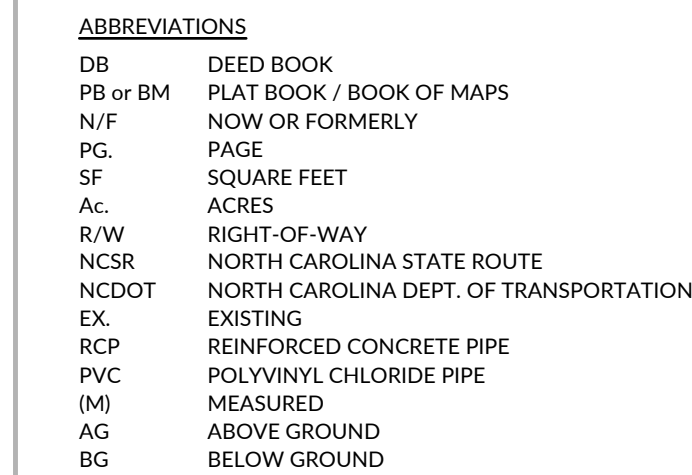 ABBREVIATIONS
DB DEED BOOK
PB or BM PLAT BOOK / BOOK OF MAPS
N/F NOW OR FORMERLY
PG. PAGE
SF SQUARE FEET
Ac. ACRES
R/W RIGHT-OF-WAY
NCSR NORTH CAROLINA STATE ROUTE
NCDOT NORTH CAROLINA DEPT. OF TRANSPORTATION
EX. EXISTING
RCP REINFORCED CONCRETE PIPE
PVC POLYVINYL CHLORIDE PIPE
(M) MEASURED
AG ABOVE GROUND
BG BELOW GROUND